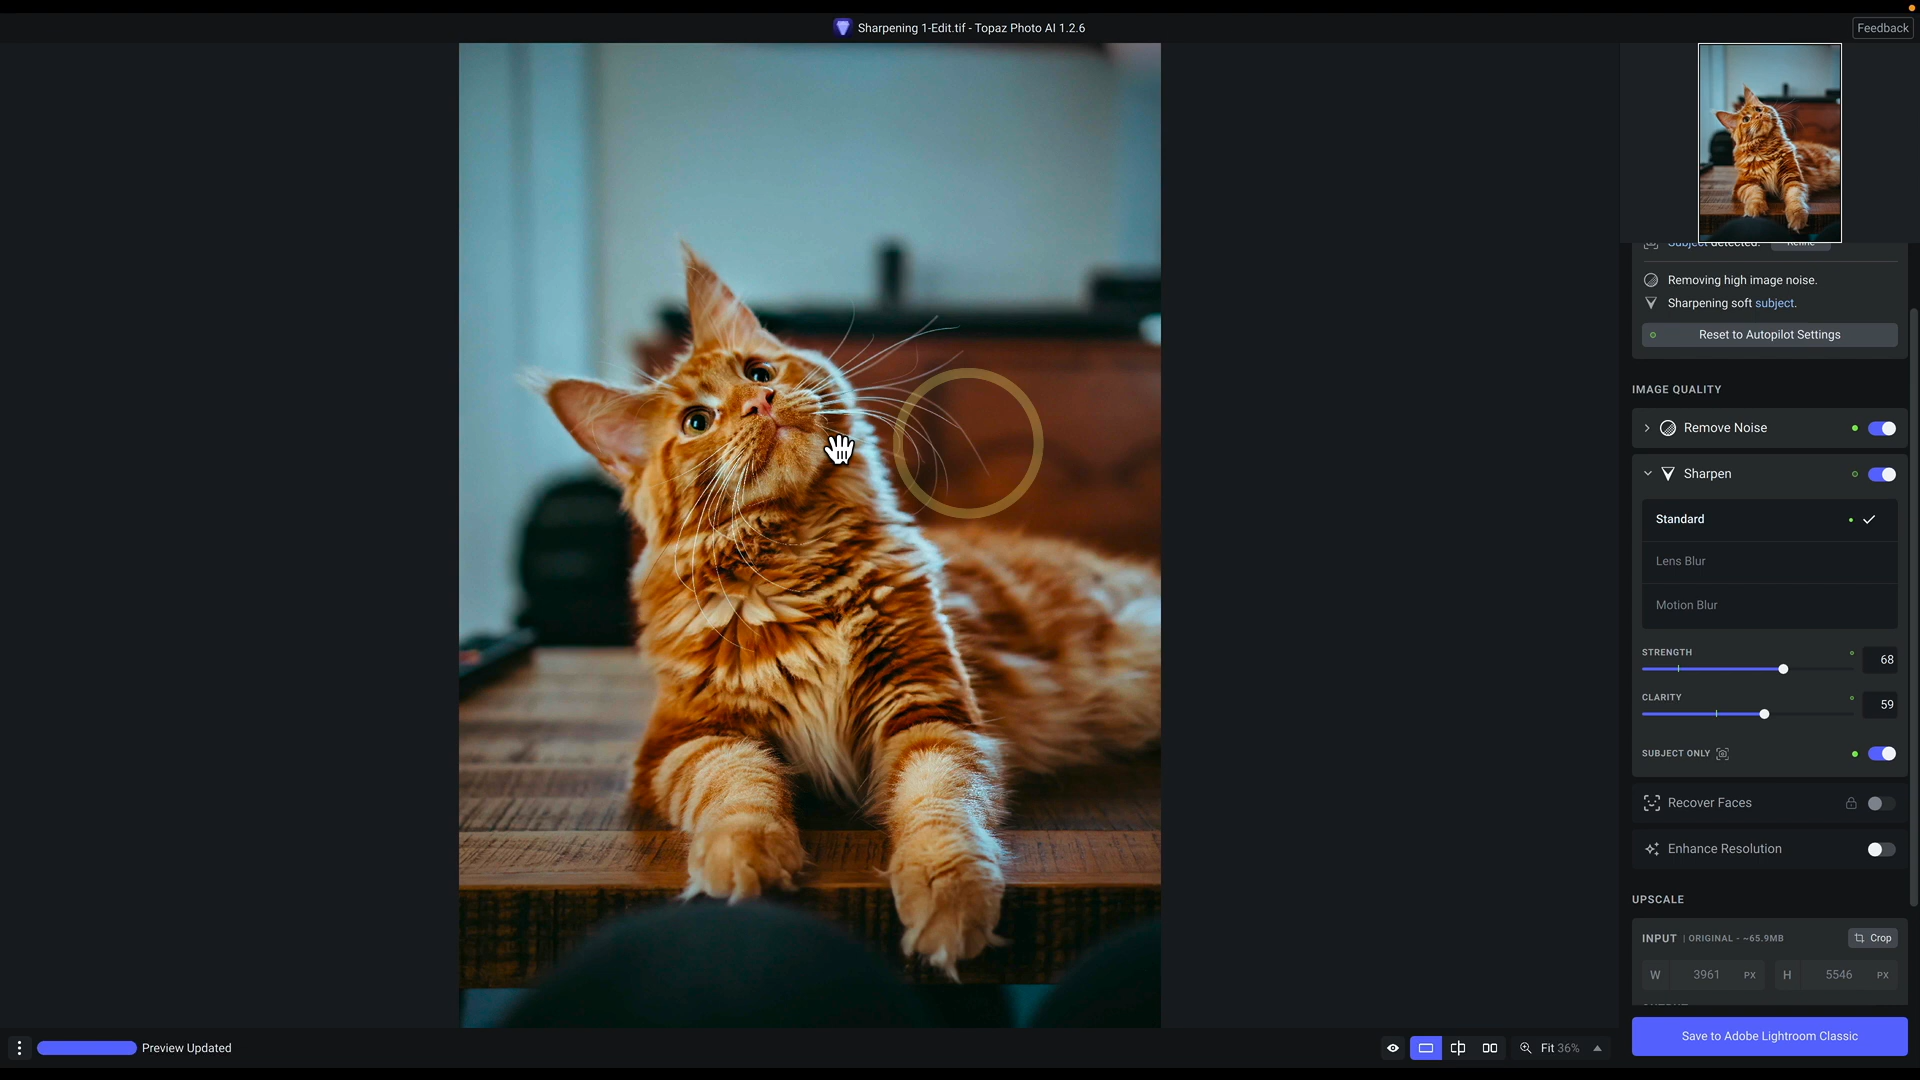 Sharpening 1-Edit.tif - Topaz Photo AI 1.2.6
Feedback
Subject detected. Refine
Removing high image noise.
Sharpening soft subject.
Reset to Autopilot Settings
IMAGE QUALITY
Remove Noise
Sharpen
Standard
Lens Blur
Motion Blur
STRENGTH
68
CLARITY
59
SUBJECT ONLY
Recover Faces
Enhance Resolution
UPSCALE
INPUT | ORIGINAL - ~65.9MB Crop
W 3961 PX H 5546 PX
Save to Adobe Lightroom Classic
Preview Updated
Fit 36%